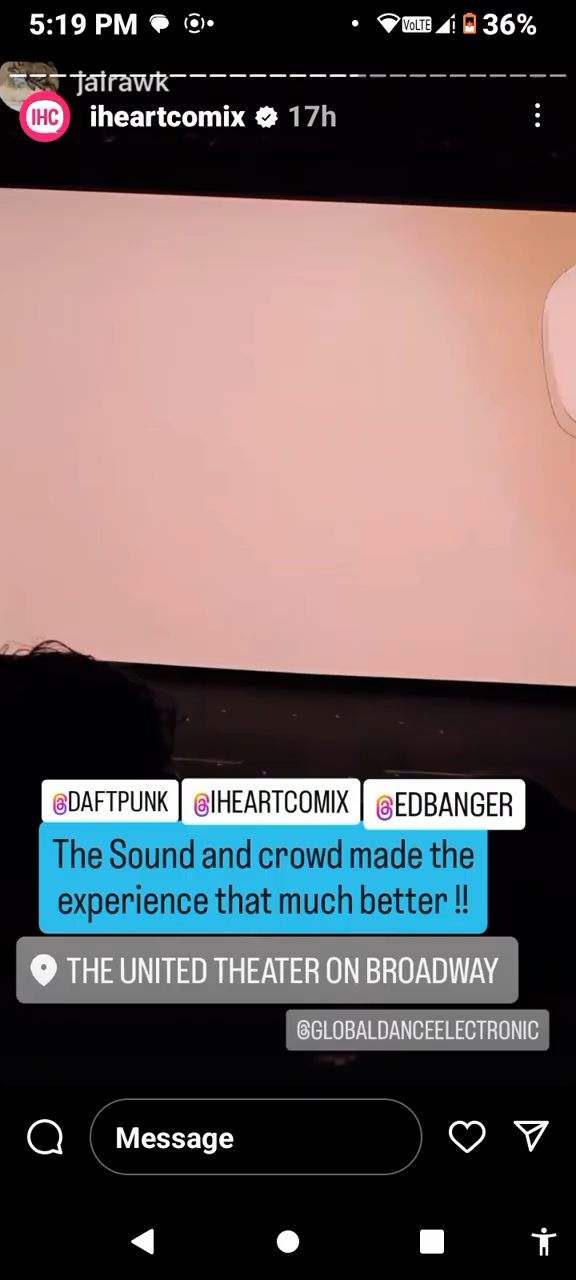 5:19 PM
VoLTE
36%
jairawk
IHC iheartcomix 17h
@DAFTPUNK @IHEARTCOMIX @EDBANGER
The Sound and crowd made the
experience that much better !!
THE UNITED THEATER ON BROADWAY
@GLOBALDANCEELECTRONIC
Message